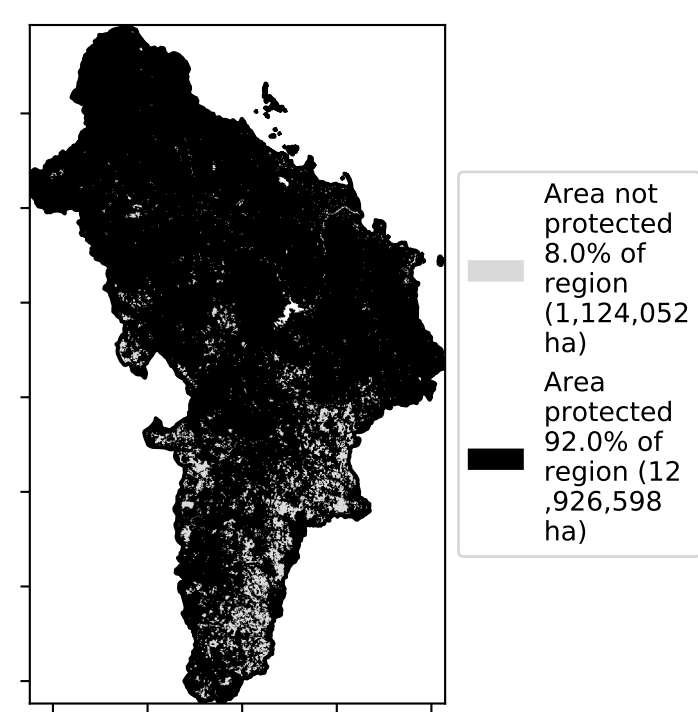 Area not
protected
8.0% of
region
(1,124,052
ha)
Area
protected
92.0% of
region (12
,926,598
ha)